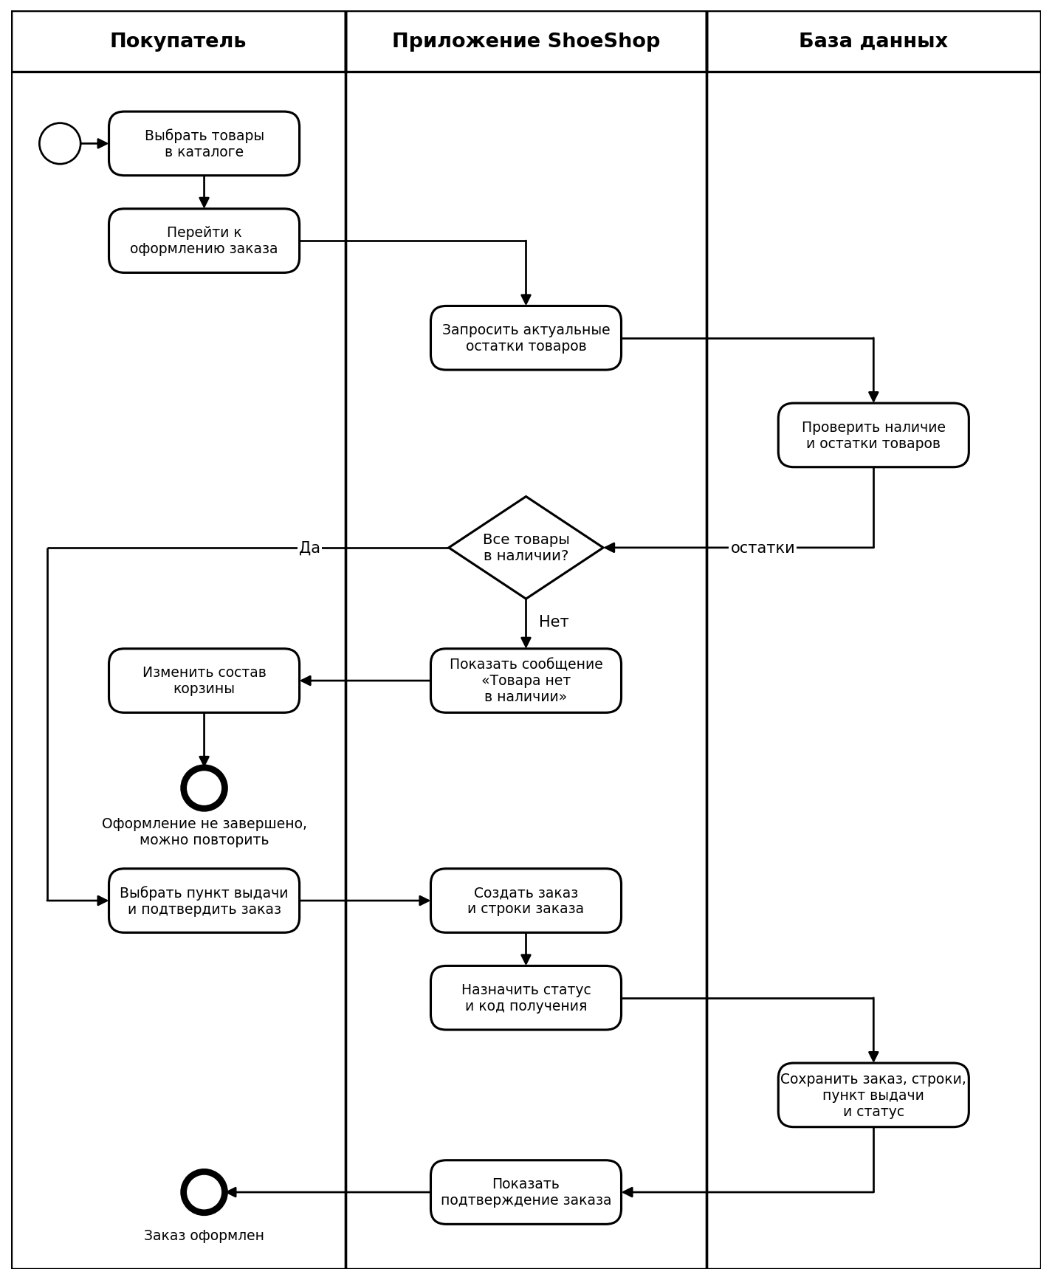 Покупатель
Приложение ShoeShop
База данных
Выбрать товары
в каталоге
Перейти к
оформлению заказа
Запросить актуальные
остатки товаров
Проверить наличие
и остатки товаров
Все товары
в наличии?
Да
остатки
Нет
Показать сообщение
«Товара нет
в наличии»
Изменить состав
корзины
Оформление не завершено,
можно повторить
Выбрать пункт выдачи
и подтвердить заказ
Создать заказ
и строки заказа
Назначить статус
и код получения
Сохранить заказ, строки,
пункт выдачи
и статус
Показать
подтверждение заказа
Заказ оформлен